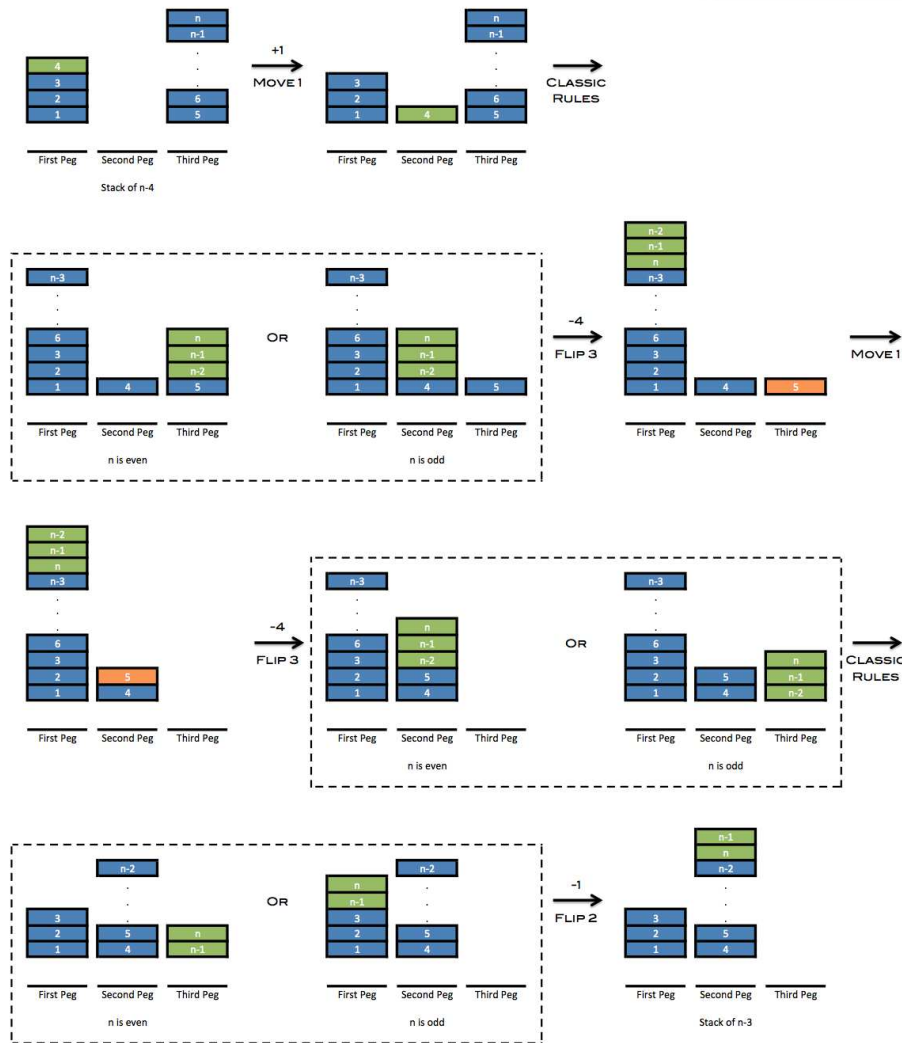 n n
n-1 n-1
. +1 .
4 . .
3 . MOVE 1 3 . CLASSIC
2 6 2 6 RULES
1 5 1 4 5
First Peg Second Peg Third Peg First Peg Second Peg Third Peg
Stack of n-4
n-2
n-1
n-3 n-3 n
. . n-3
. . -4 .
6 n OR 6 n 6
3 n-1 3 n-1 FLIP 3 3 MOVE 1
2 n-2 2 n-2 2
1 4 5 1 4 5 1 4 5
First Peg Second Peg Third Peg First Peg Second Peg Third Peg First Peg Second Peg Third Peg
n is even n is odd
n-2
n-1
n n-3 n-3
n-3 . .
. -4 . n .
6 6 n-1 OR 6
3 FLIP 3 3 n-2 3 n CLASSIC
2 5 2 5 2 5 n-1 RULES
1 4 1 4 1 4 n-2
First Peg Second Peg Third Peg First Peg Second Peg Third Peg First Peg Second Peg Third Peg
n is even n is odd
n-1
n-2 n-2 n
. n . -1 n-2
. OR n-1 . .
3 . 3 . FLIP 2 3 .
2 5 n 2 5 2 5
1 4 n-1 1 4 1 4
First Peg Second Peg Third Peg First Peg Second Peg Third Peg First Peg Second Peg Third Peg
n is even n is odd Stack of n-3